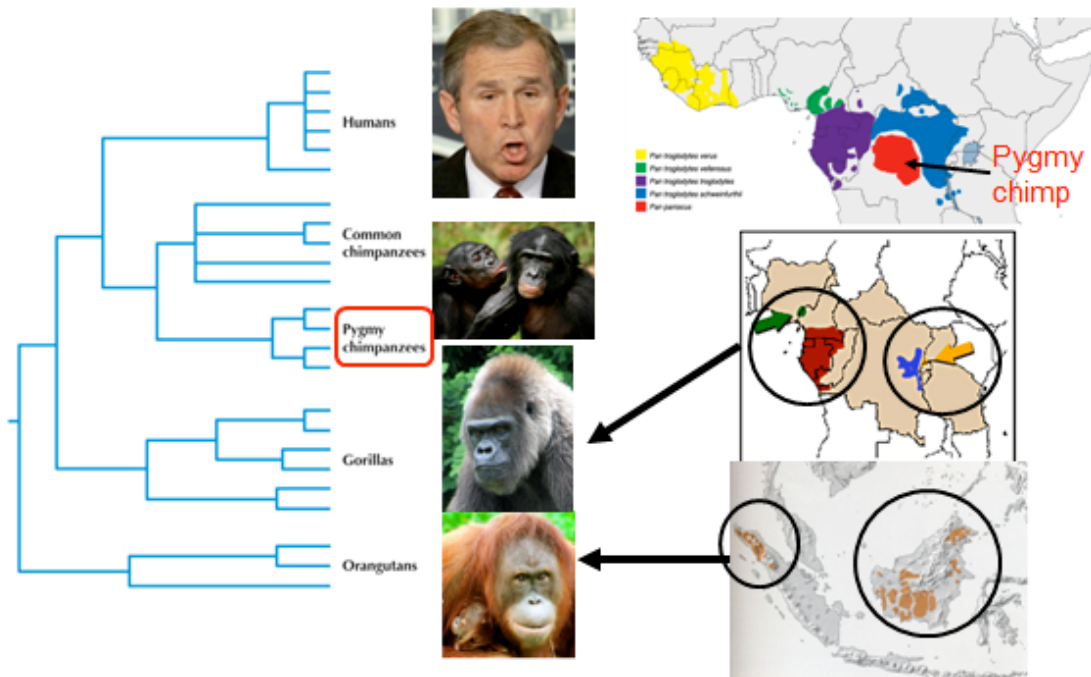 Humans
Common
chimpanzees
Pygmy
chimpanzees
Gorillas
Orangutans
Pan troglodytes verus
Pan troglodytes vellerosus
Pan troglodytes troglodytes
Pan troglodytes schweinfurthii
Pan paniscus
Pygmy
chimp